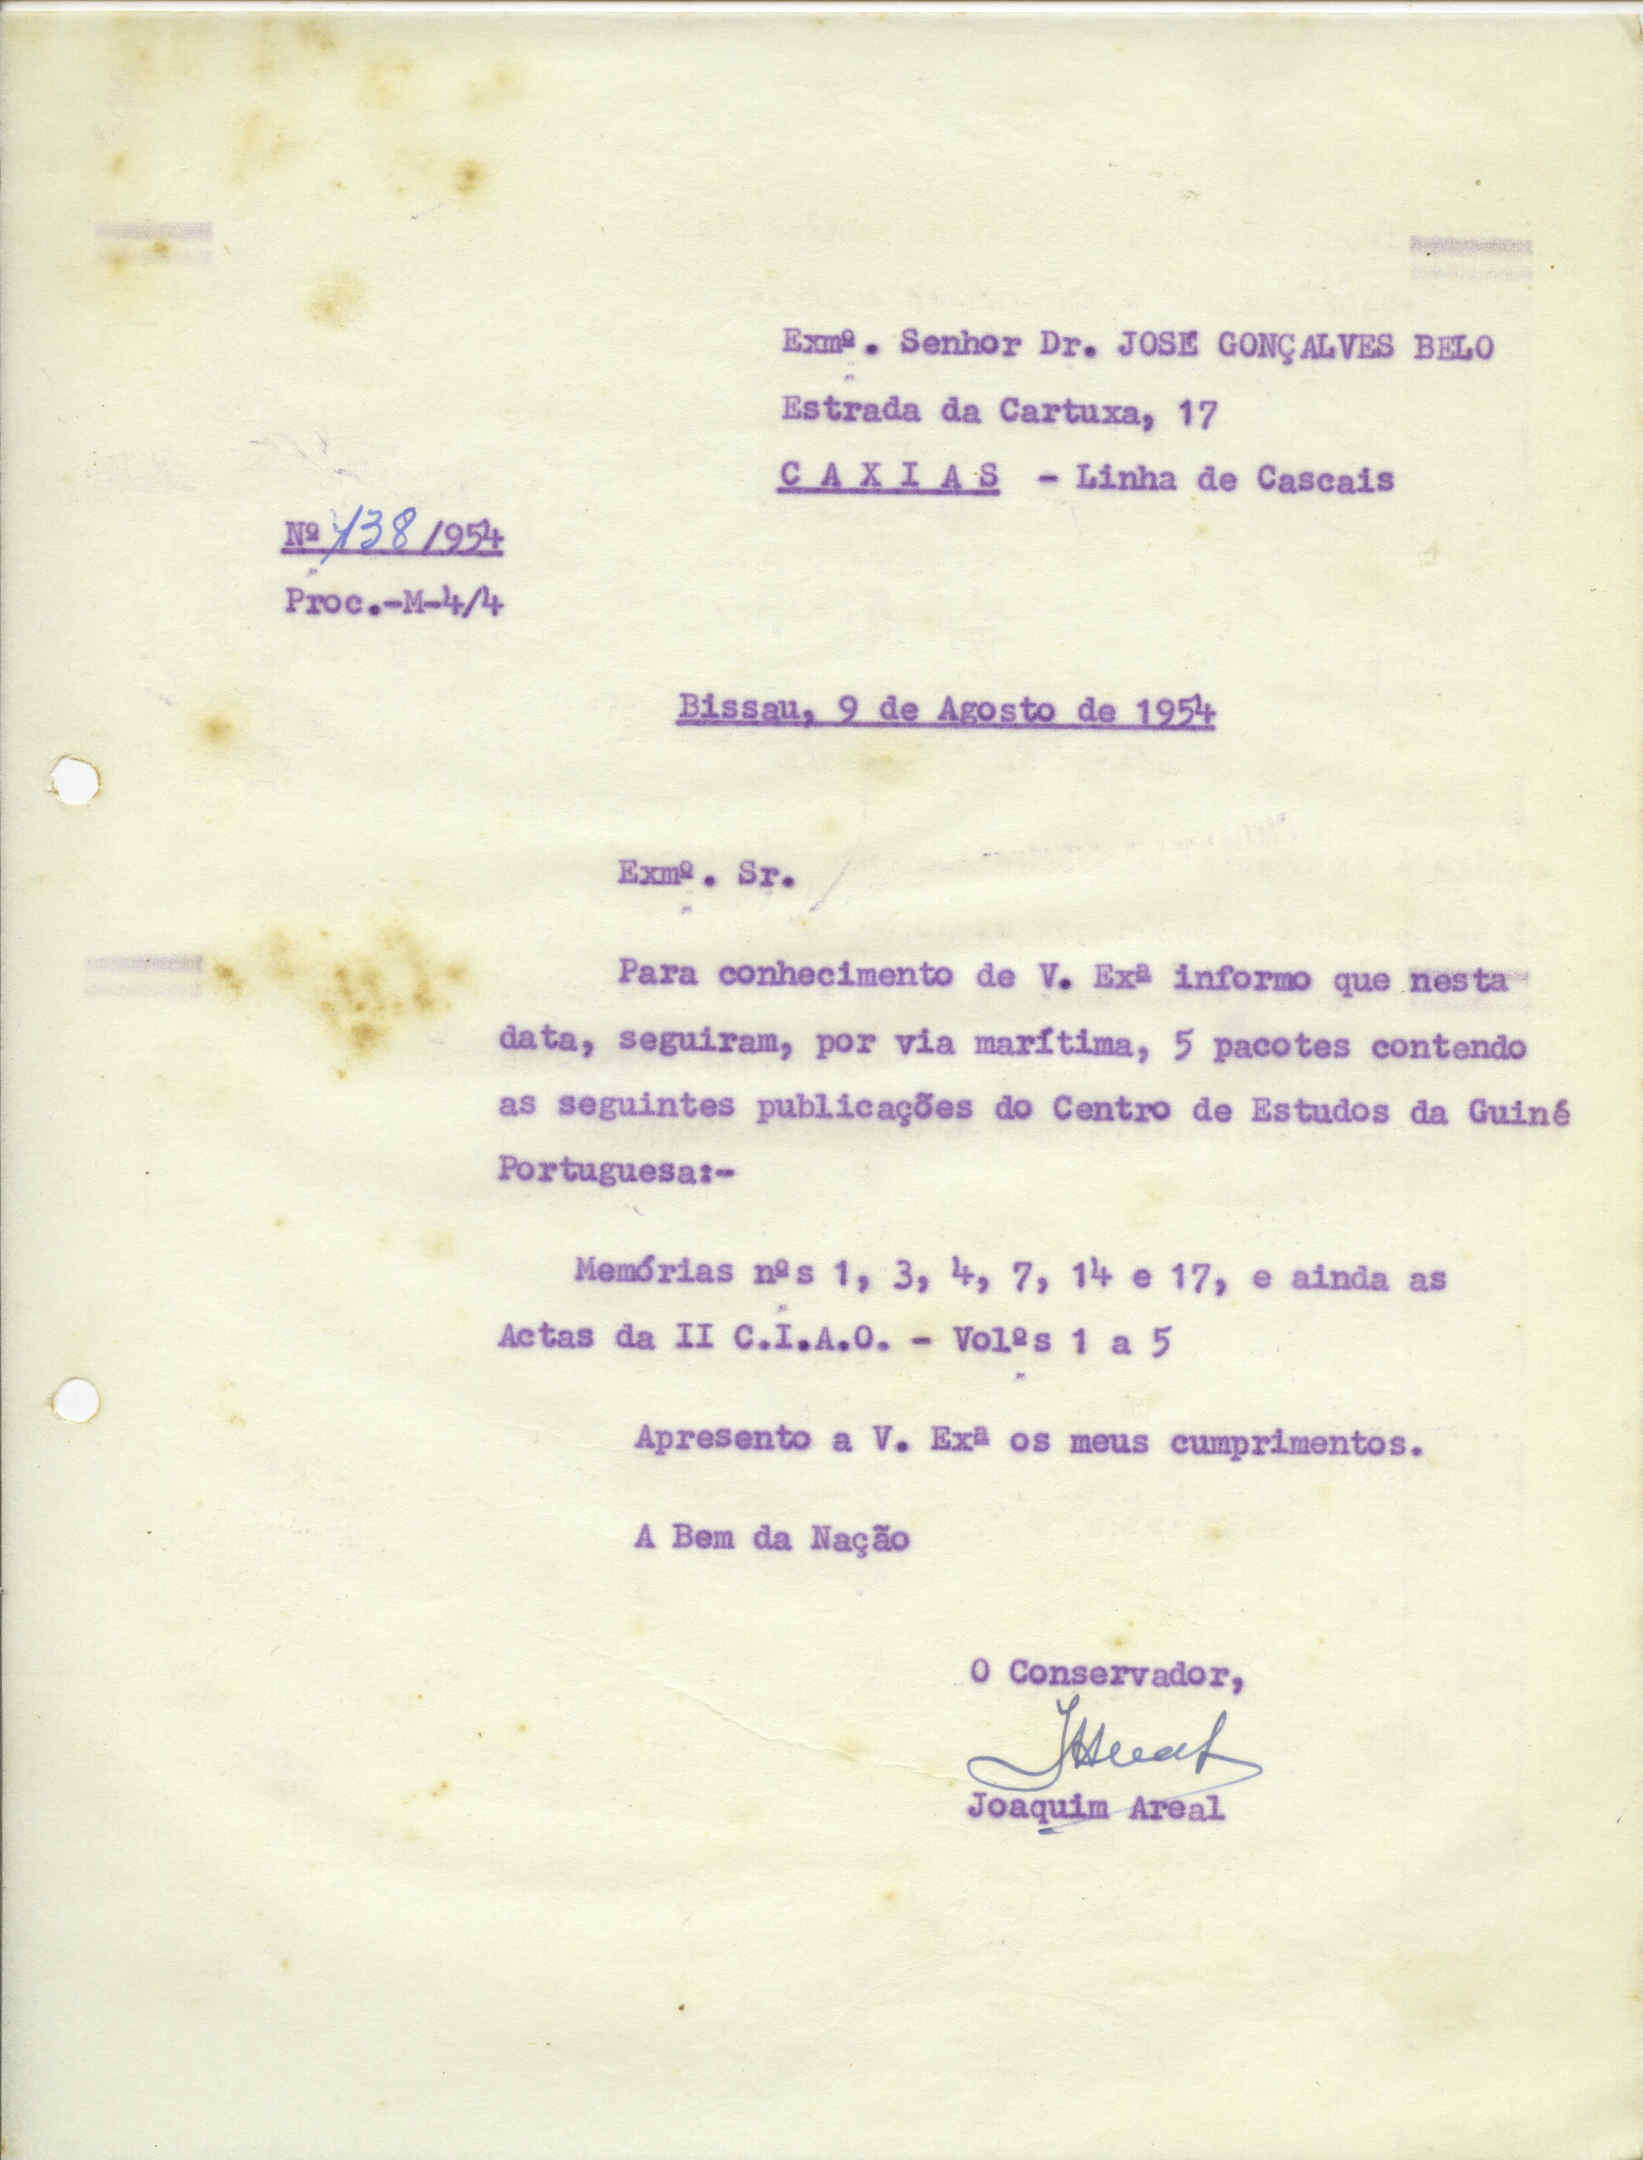 Exmº. Senhor Dr. JOSÉ GONÇALVES BELO
Estrada da Cartuxa, 17
C A X I A S - Linha de Cascais
Nº 138/954
Proc.-M-4/4
Bissau, 9 de Agosto de 1954
Exmº. Sr.
Para conhecimento de V. Exª informo que nesta
data, seguiram, por via marítima, 5 pacotes contendo
as seguintes publicações do Centro de Estudos da Guiné
Portuguesa:-
Memórias nºs 1, 3, 4, 7, 14 e 17, e ainda as
Actas da II C.I.A.O. - Volºs 1 a 5
Apresento a V. Exª os meus cumprimentos.
A Bem da Nação
O Conservador,
JAreal
Joaquim Areal